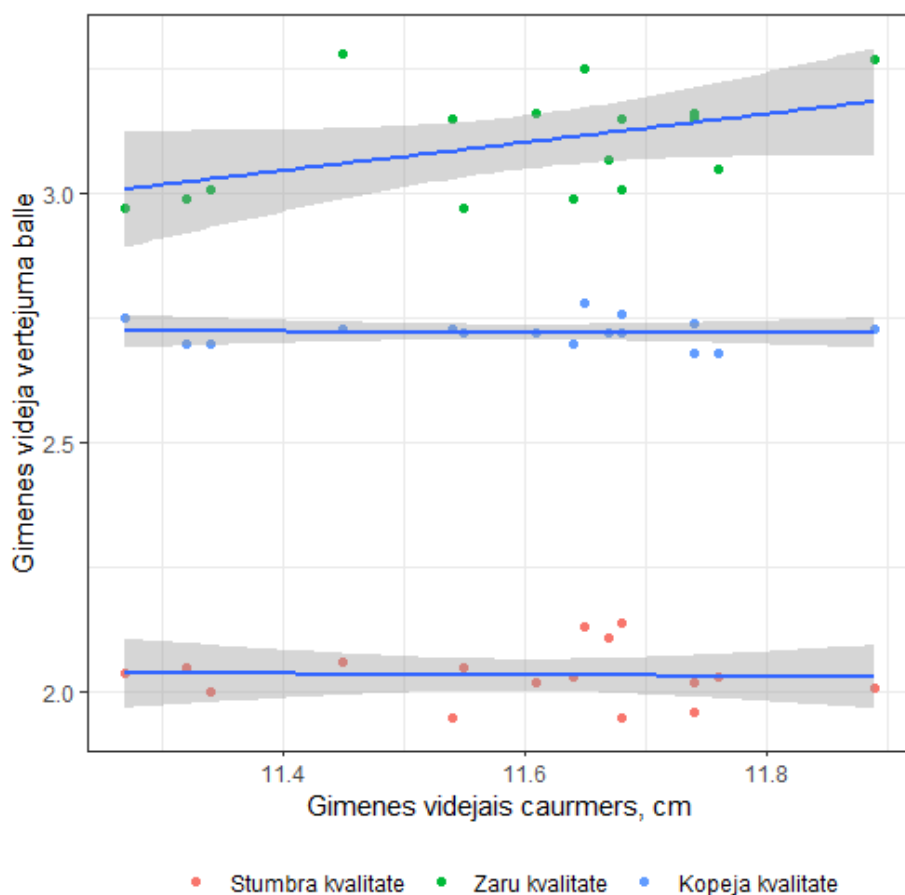 Gimenes videja vertejuma balle
3.0
2.5
2.0
11.4 11.6 11.8
Gimenes videjais caurmers, cm
Stumbra kvalitate Zaru kvalitate Kopeja kvalitate